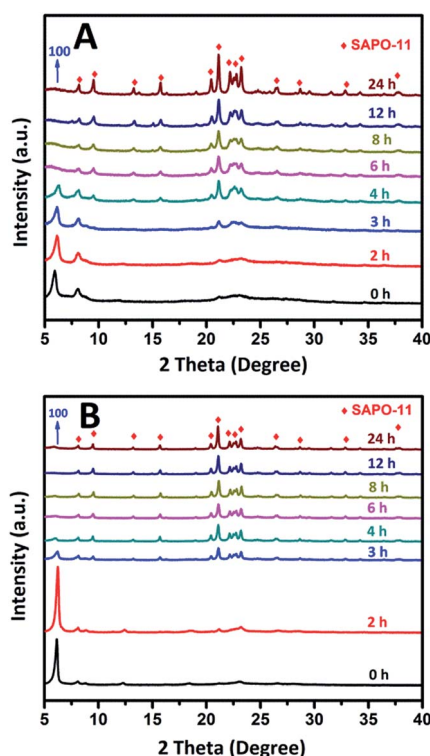 A
100
♦ SAPO-11
24 h
12 h
8 h
6 h
4 h
3 h
2 h
0 h
Intensity (a.u.)
5 10 15 20 25 30 35 40
2 Theta (Degree)
B
100
♦ SAPO-11
24 h
12 h
8 h
6 h
4 h
3 h
2 h
0 h
Intensity (a.u.)
5 10 15 20 25 30 35 40
2 Theta (Degree)